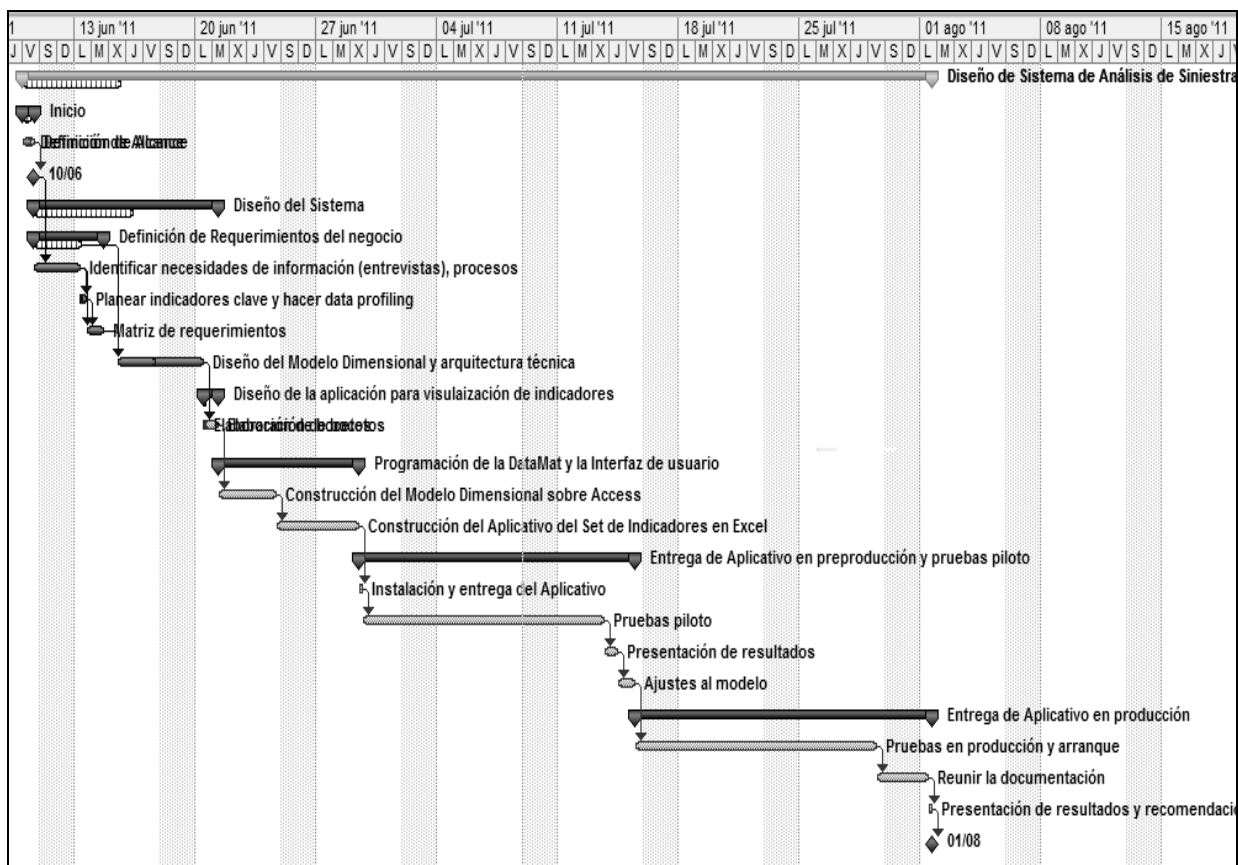 1 13 jun '11 20 jun '11 27 jun '11 04 jul '11 11 jul '11 18 jul '11 25 jul '11 01 ago '11 08 ago '11 15 ago '11
J V S D L M X J V S D L M X J V S D L M X J V S D L M X J V S D L M X J V S D L M X J V S D L M X J V S D L M X J V S D L M X J V S D L M X J V
Diseño de Sistema de Análisis de Siniestra
Inicio
Definición de Alcance
10/06
Diseño del Sistema
Definición de Requerimientos del negocio
Identificar necesidades de información (entrevistas), procesos
Planear indicadores clave y hacer data profiling
Matriz de requerimientos
Diseño del Modelo Dimensional y arquitectura técnica
Diseño de la aplicación para visulaización de indicadores
Elaboración de bocetos
Programación de la DataMat y la Interfaz de usuario
Construcción del Modelo Dimensional sobre Access
Construcción del Aplicativo del Set de Indicadores en Excel
Entrega de Aplicativo en preproducción y pruebas piloto
Instalación y entrega del Aplicativo
Pruebas piloto
Presentación de resultados
Ajustes al modelo
Entrega de Aplicativo en producción
Pruebas en producción y arranque
Reunir la documentación
Presentación de resultados y recomendaci
01/08